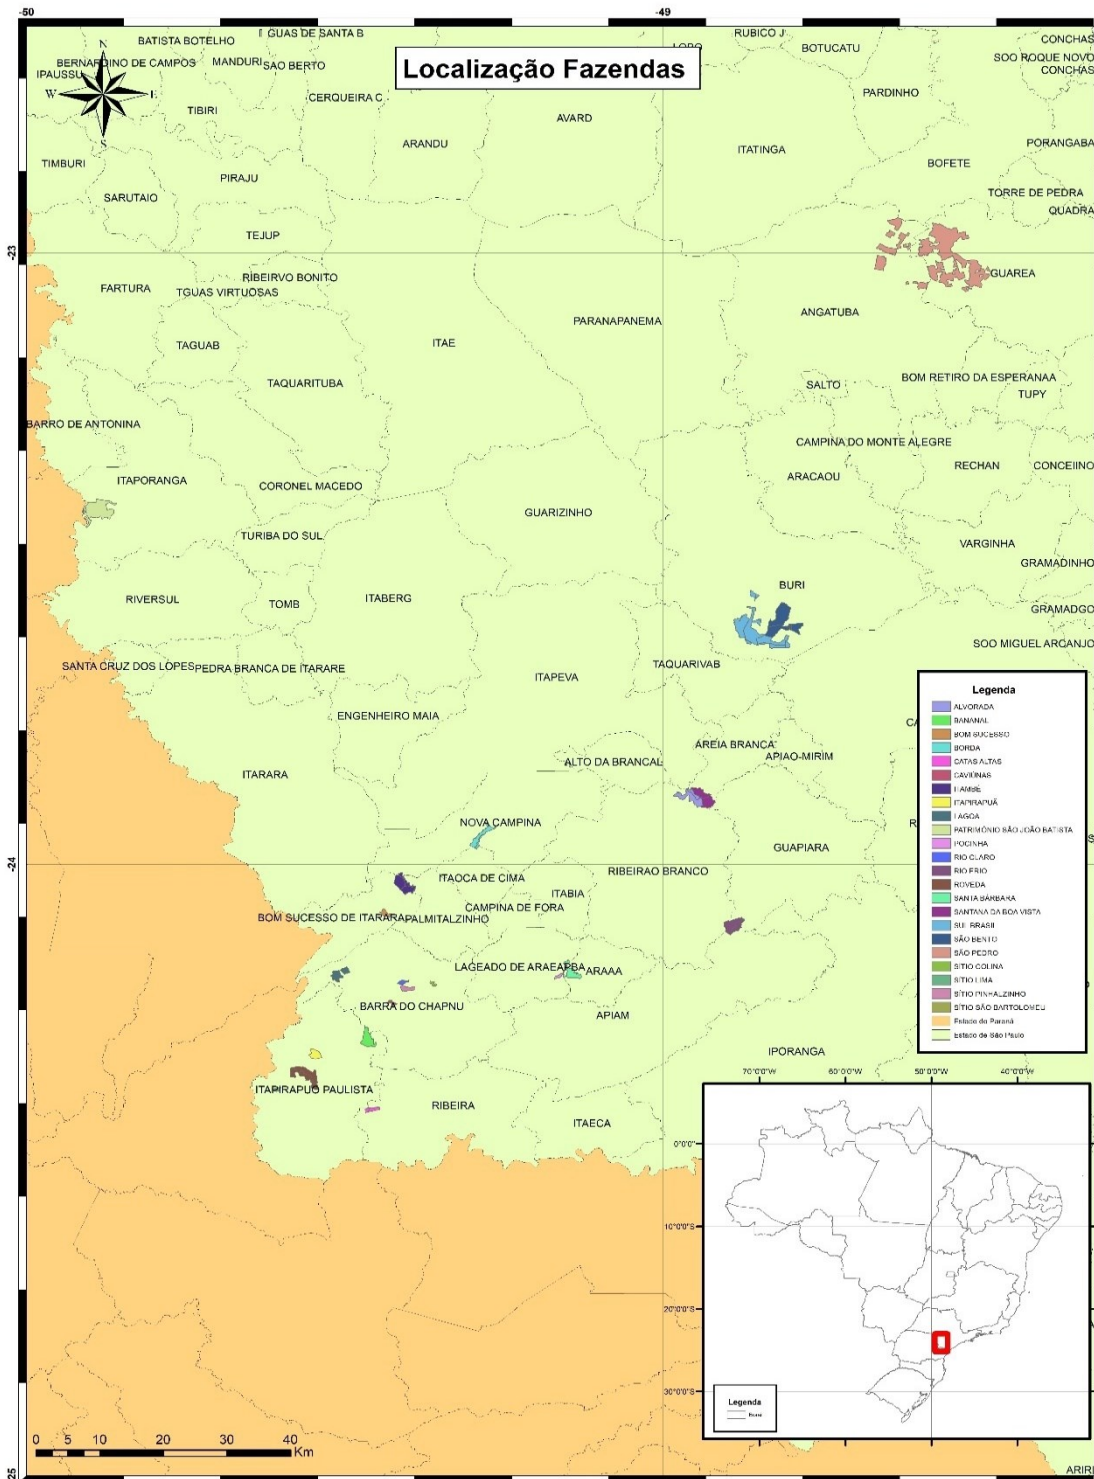 -50
-49
I GUAS DE SANTA B
RUBICO J
CONCHAS
BATISTA BOTELHO
LOBO
BOTUCATU
SOO ROQUE NOVO
BERNARDINO DE CAMPOS
MANDURI
SAO BERTO
Localização Fazendas
CONCHAS
IPAUSSU
N
W
E
S
CERQUEIRA C
PARDINHO
TIBIRI
AVARD
ARANDU
ITATINGA
PORANGABA
TIMBURI
PIRAJU
BOFETE
SARUTAIO
TORRE DE PEDRA
QUADRA
TEJUP
-23
RIBEIRVO BONITO
GUAREA
FARTURA
TGUAS VIRTUOSAS
ANGATUBA
PARANAPANEMA
TAGUAB
ITAE
TAQUARITUBA
SALTO
BOM RETIRO DA ESPERANAA
TUPY
BARRO DE ANTONINA
CAMPINA DO MONTE ALEGRE
ITAPORANGA
CORONEL MACEDO
ARACAOU
RECHAN
CONCEIINO
GUARIZINHO
TURIBA DO SUL
VARGINHA
GRAMADINHO
RIVERSUL
TOMB
ITABERG
BURI
GRAMADGO
SOO MIGUEL ARCANJO
SANTA CRUZ DOS LOPES
PEDRA BRANCA DE ITARARE
ITAPEVA
TAQUARIVAB
ENGENHEIRO MAIA
AREIA BRANCA
APIAO-MIRIM
ALTO DA BRANCAL
ITARARA
NOVA CAMPINA
GUAPIARA
-24
ITAOCA DE CIMA
RIBEIRAO BRANCO
ITABIA
BOM SUCESSO DE ITARARA
PALMITALZINHO
CAMPINA DE FORA
LAGEADO DE ARAEAPBA
ARAAA
BARRA DO CHAPNU
APIAM
IPORANGA
ITAPIRAPUO PAULISTA
RIBEIRA
ITAECA
Legenda
ALVORADA
BANANAL
BOM SUCESSO
BORDA
CATAS ALTAS
CAVIÚNAS
ITAMBÉ
ITAPIRAPUÃ
LAGOA
PATRIMÔNIO SÃO JOÃO BATISTA
POCINHA
RIO CLARO
RIO FRIO
ROVEDA
SANTA BÁRBARA
SANTANA DA BOA VISTA
SUL BRASIL
SÃO BENTO
SÃO PEDRO
SÍTIO COLINA
SÍTIO LIMA
SÍTIO PINHALZINHO
SÍTIO SÃO BARTOLOMEU
Estado do Paraná
Estado de São Paulo
70°0'0"W
60°0'0"W
50°0'0"W
40°0'0"W
0°0'0"
10°0'0"S
20°0'0"S
30°0'0"S
Legenda
Brasil
0 5 10 20 30 40
Km
-25
ARIRI